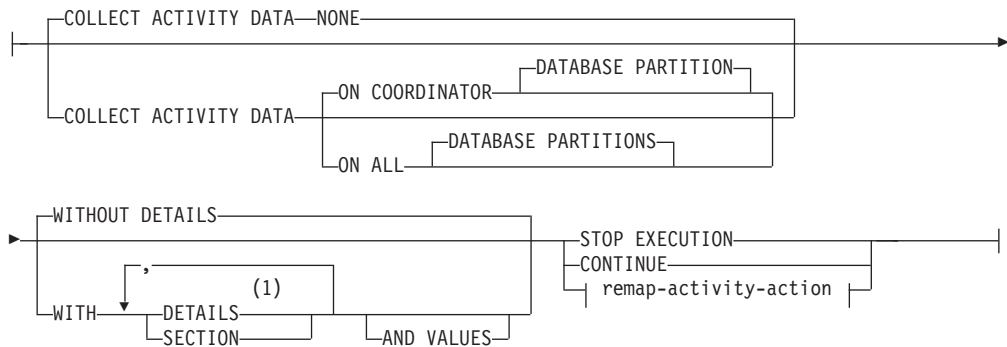 COLLECT ACTIVITY DATA NONE
DATABASE PARTITION
ON COORDINATOR
COLLECT ACTIVITY DATA
DATABASE PARTITIONS
ON ALL
WITHOUT DETAILS
STOP EXECUTION
, CONTINUE
(1) remap-activity-action
WITH DETAILS
SECTION AND VALUES